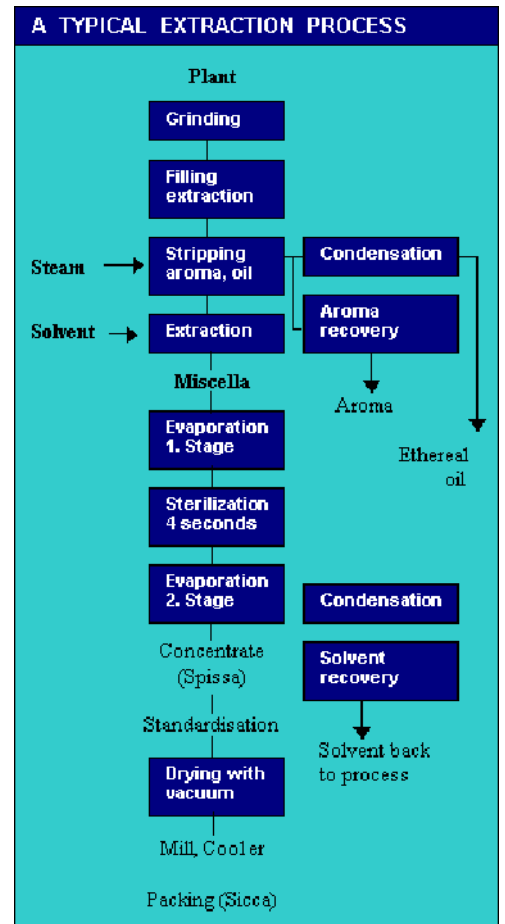 A TYPICAL EXTRACTION PROCESS
Plant
Grinding
Filling
extraction
Steam
Stripping
aroma, oil
Condensation
Solvent
Extraction
Aroma
recovery
Miscella
Aroma
Evaporation
1. Stage
Ethereal
oil
Sterilization
4 seconds
Evaporation
2. Stage
Condensation
Concentrate
(Spissa)
Solvent
recovery
Standardisation
Solvent back
to process
Drying with
vacuum
Mill, Cooler
Packing (Sicca)